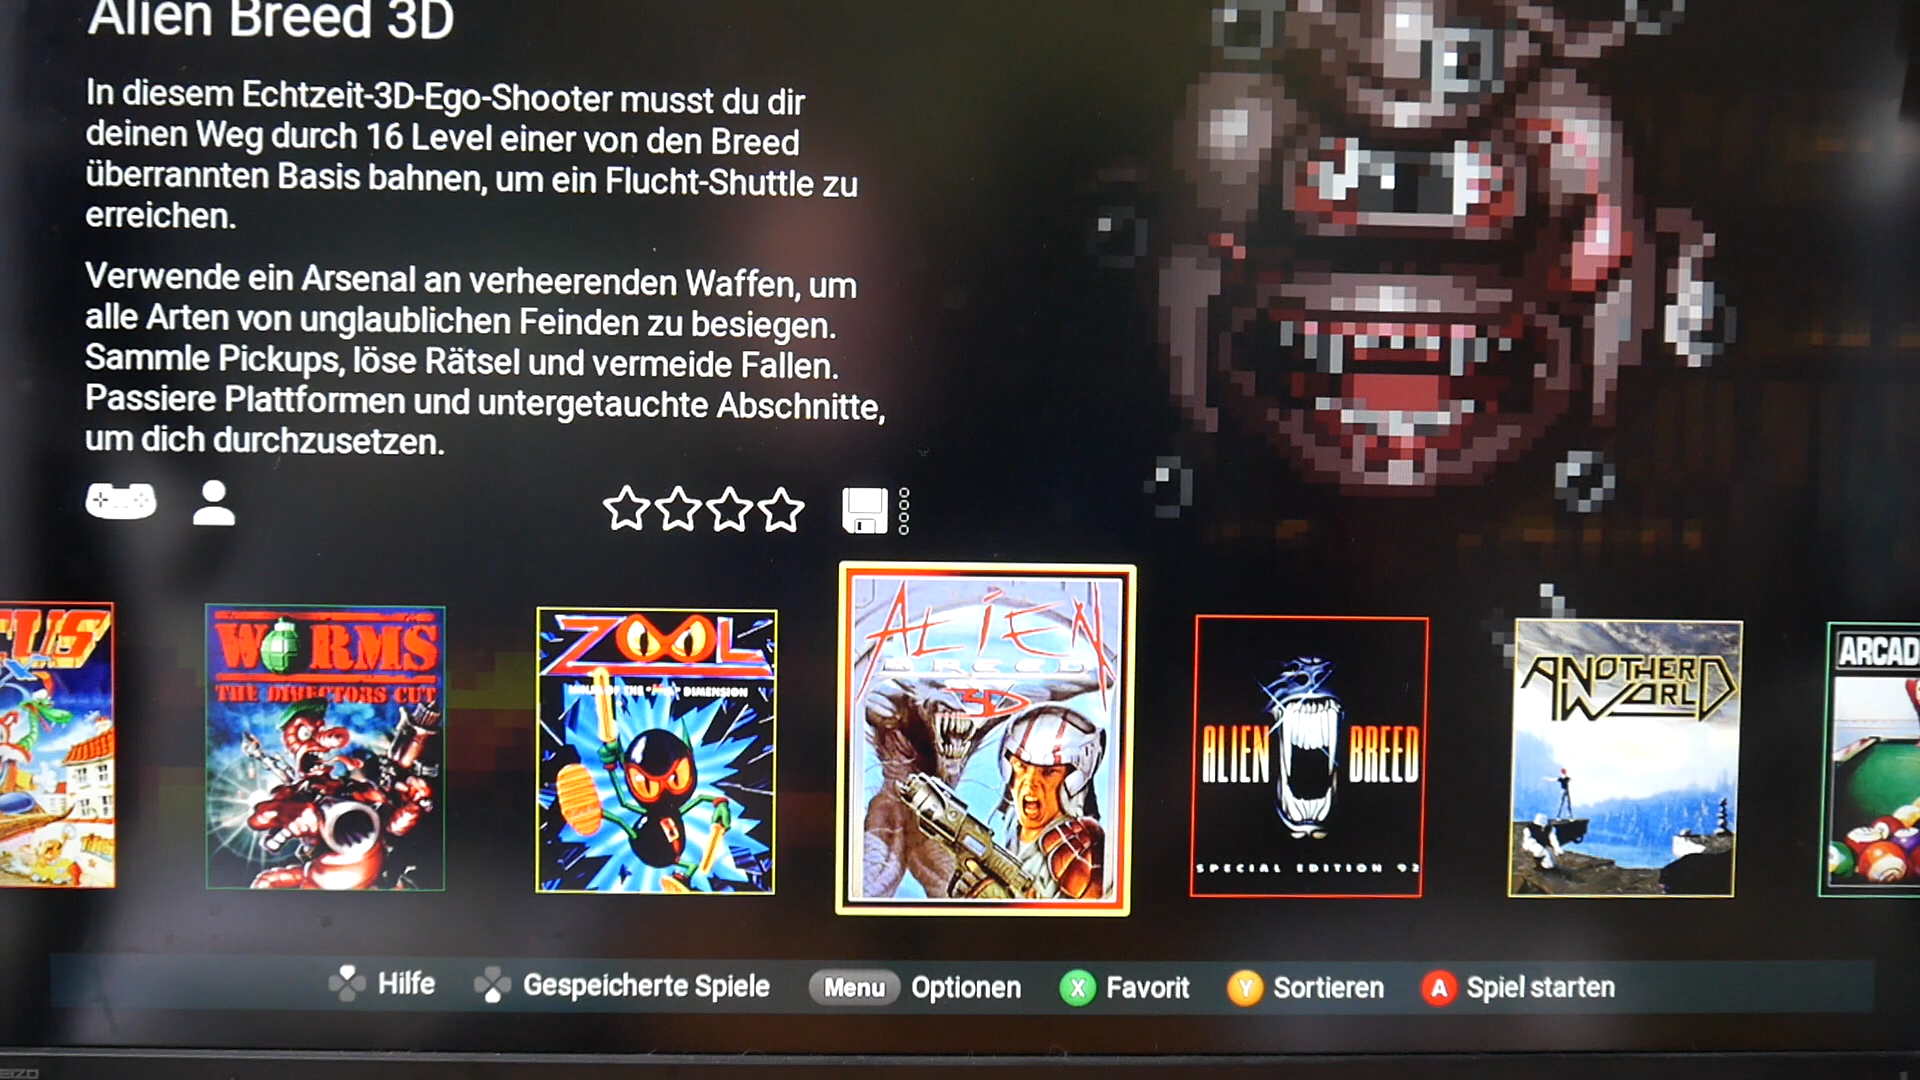 Alien Breed 3D
In diesem Echtzeit-3D-Ego-Shooter musst du dir
deinen Weg durch 16 Level einer von den Breed
überrannten Basis bahnen, um ein Flucht-Shuttle zu
erreichen.
Verwende ein Arsenal an verheerenden Waffen, um
alle Arten von unglaublichen Feinden zu besiegen.
Sammle Pickups, löse Rätsel und vermeide Fallen.
Passiere Plattformen und untergetauchte Abschnitte,
um dich durchzusetzen.
WORMS
THE DIRECTORS CUT
ZOOL
DIMENSION
ALiEN
BREED
3D
ALIEN BREED
SPECIAL EDITION 92
ANOTHER
WORLD
ARCAD
Hilfe
Gespeicherte Spiele
Menu Optionen
X Favorit
Y Sortieren
A Spiel starten
EIZO